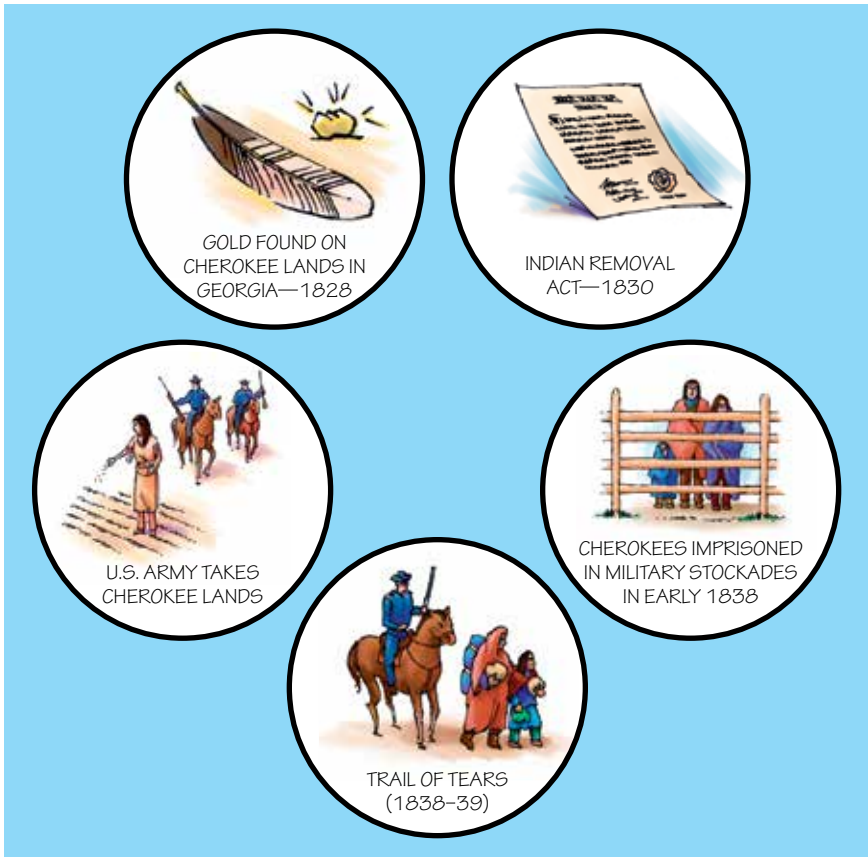 GOLD FOUND ON
CHEROKEE LANDS IN
GEORGIA—1828
INDIAN REMOVAL
ACT—1830
U.S. ARMY TAKES
CHEROKEE LANDS
CHEROKEES IMPRISONED
IN MILITARY STOCKADES
IN EARLY 1838
TRAIL OF TEARS
(1838–39)